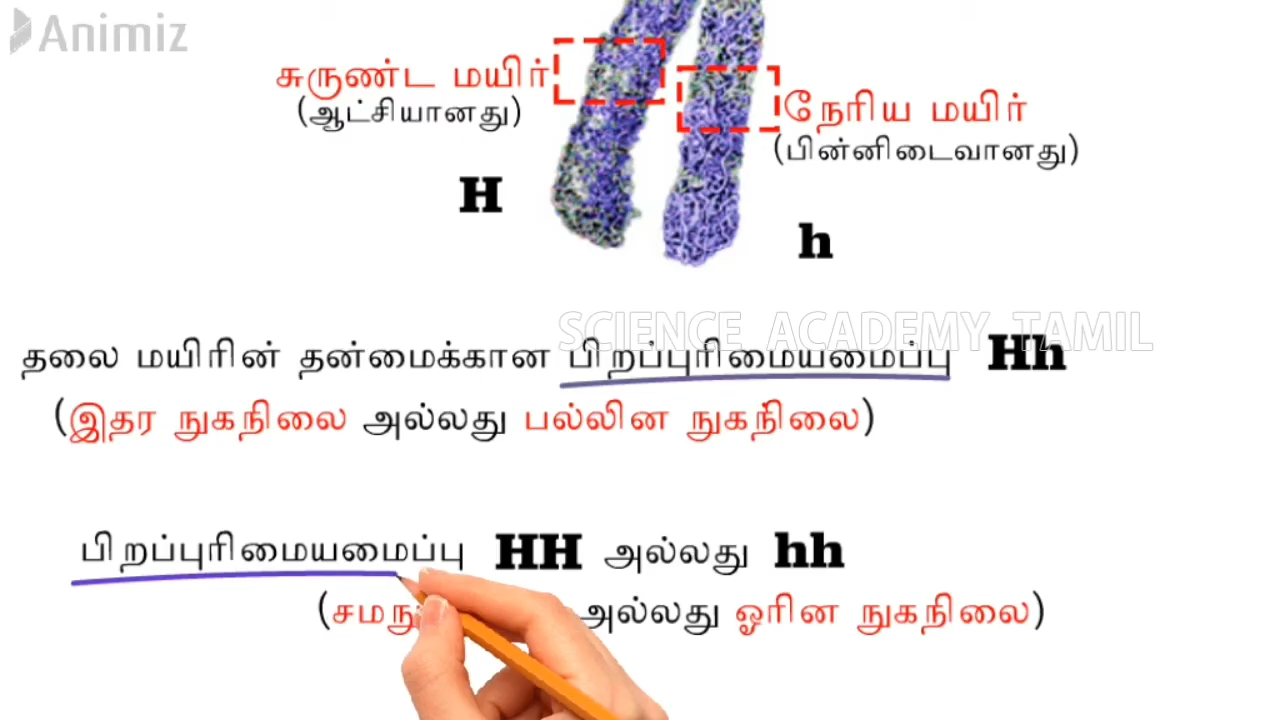 Animiz
சுருண்ட மயிர்
(ஆட்சியானது)
நேரிய மயிர்
(பின்னிடைவானது)
H
h
SCIENCE ACADEMY TAMIL
தலை மயிரின் தன்மைக்கான பிறப்புரிமையமைப்பு Hh
(இதர நுகநிலை அல்லது பல்லின நுகநிலை)
பிறப்புரிமையமைப்பு HH அல்லது hh
அல்லது ஓரின நுகநிலை)